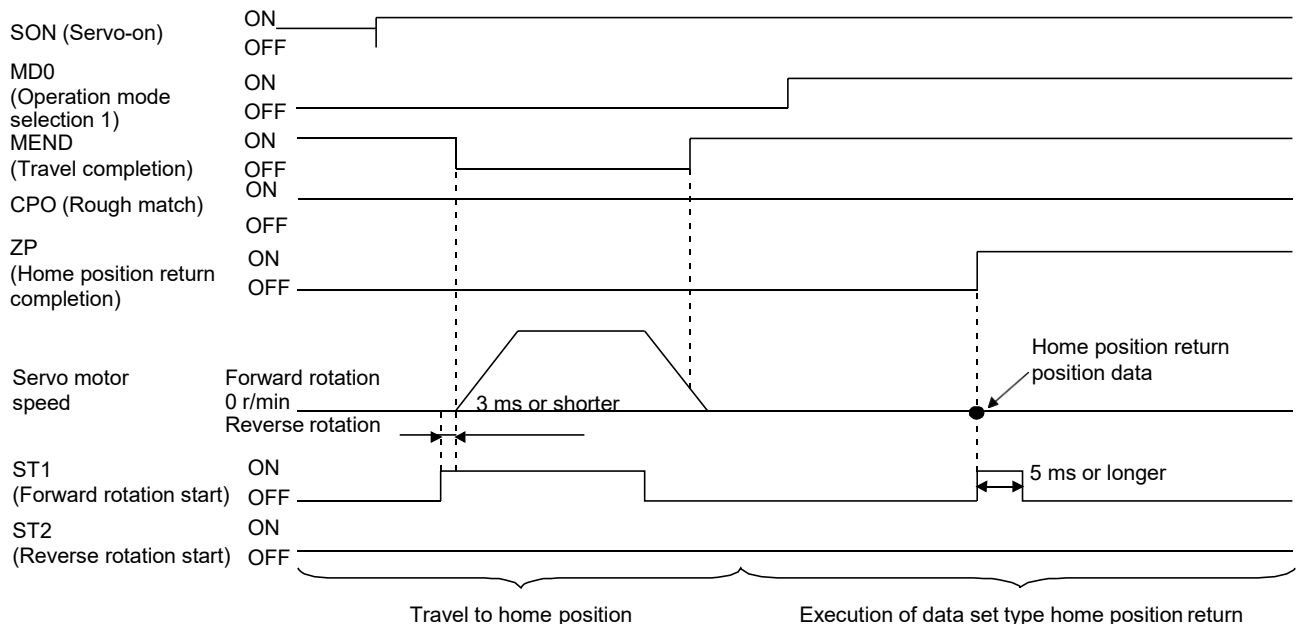 SON (Servo-on)
ON
OFF
MD0
(Operation mode
selection 1)
ON
OFF
MEND
(Travel completion)
ON
OFF
CPO (Rough match)
ON
OFF
ZP
(Home position return
completion)
ON
OFF
Servo motor
speed
Forward rotation
0 r/min
Reverse rotation
3 ms or shorter
Home position return
position data
ST1
(Forward rotation start)
ON
OFF
5 ms or longer
ST2
(Reverse rotation start)
ON
OFF
Travel to home position
Execution of data set type home position return